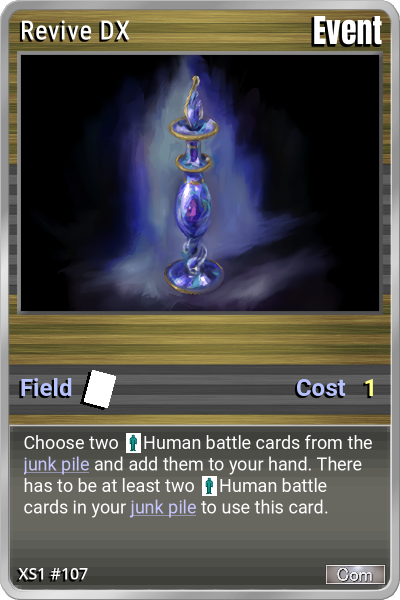 Revive DX
Event
Field
Cost 1
Choose two Human battle cards from the
junk pile and add them to your hand. There
has to be at least two Human battle
cards in your junk pile to use this card.
XS1 #107
Com